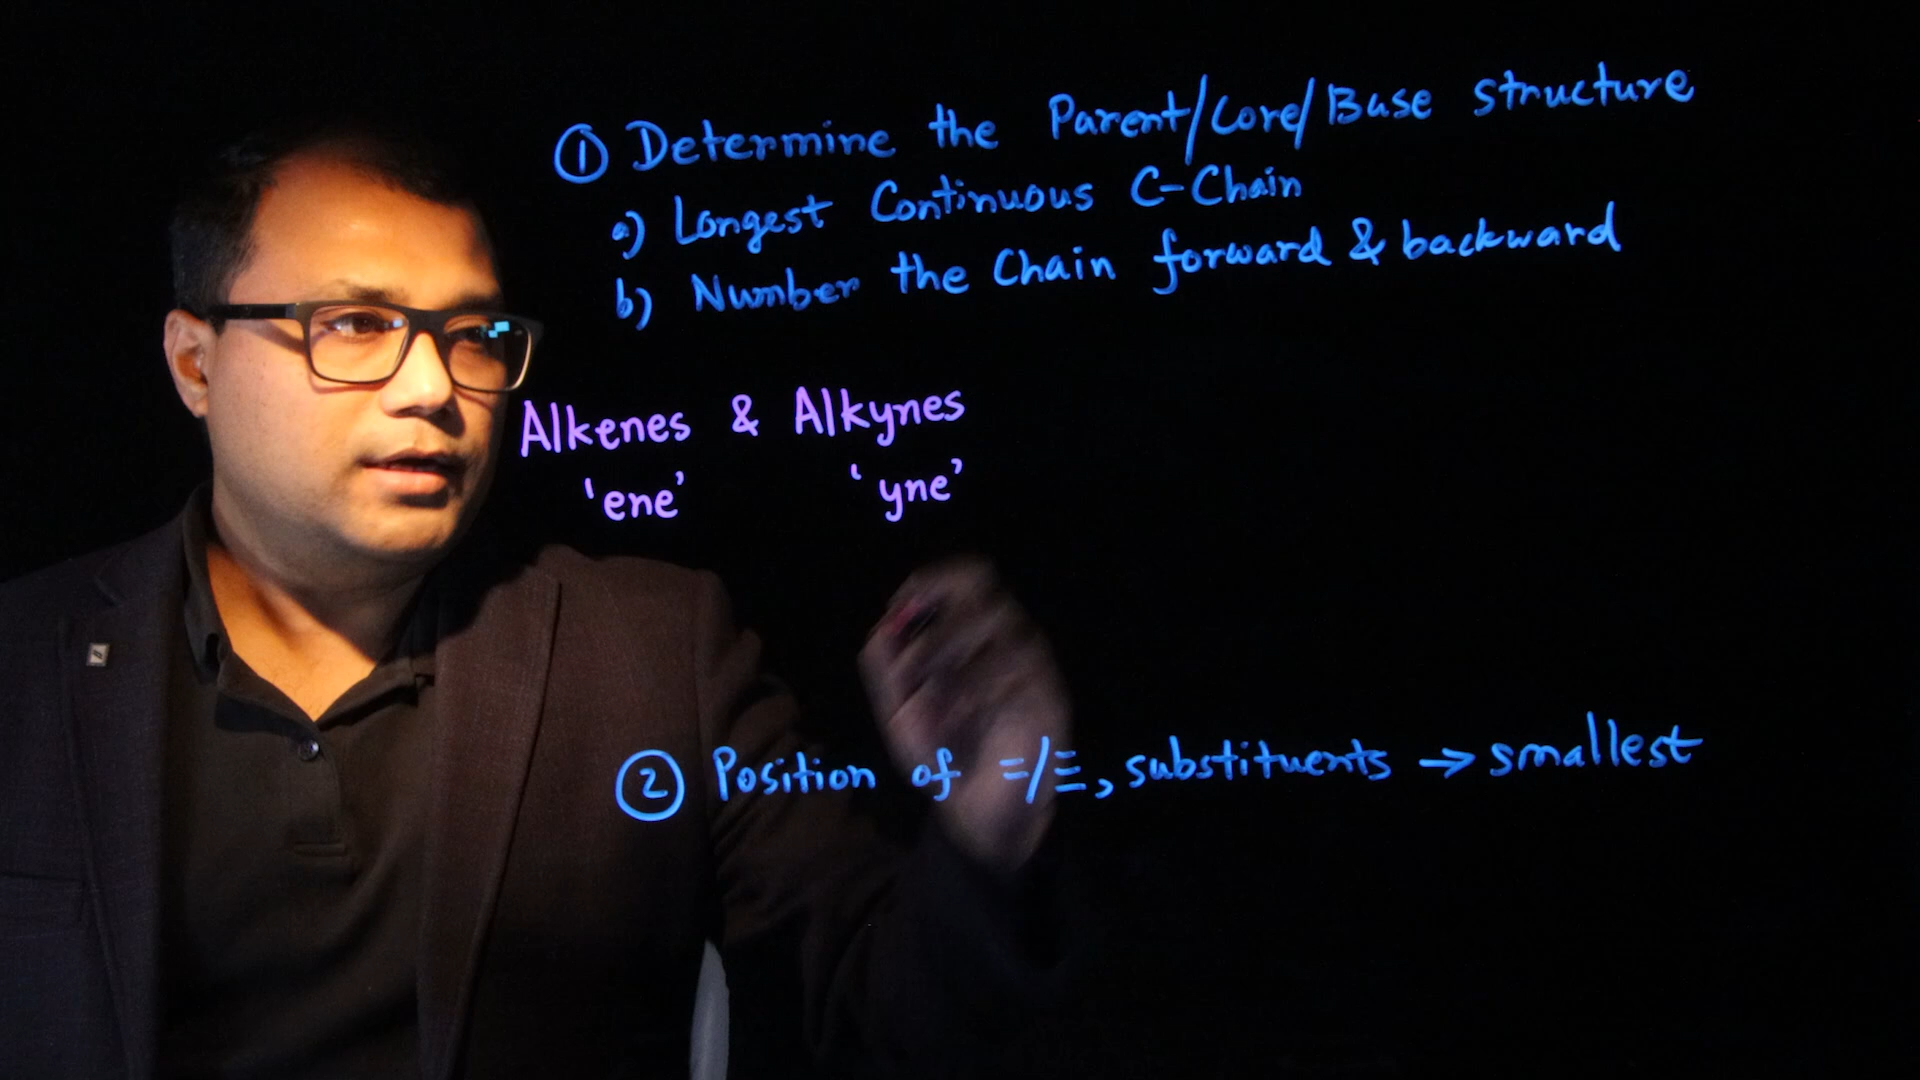 ① Determine the Parent/Core/Base structure
a) Longest Continuous C-Chain
b) Number the Chain forward & backward
Alkenes & Alkynes
'ene' 'yne'
② Position of =/≡, substituents → smallest